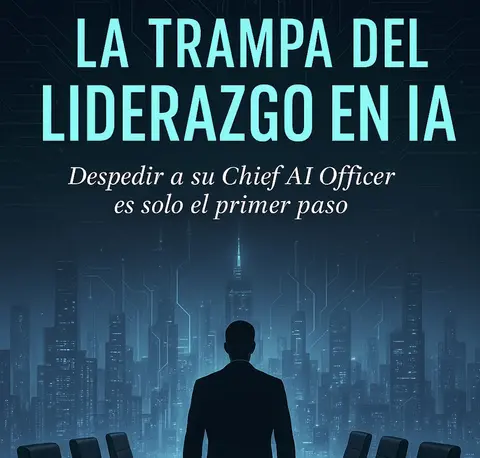 LA TRAMPA DEL
LIDERAZGO EN IA
Despedir a su Chief AI Officer
es solo el primer paso